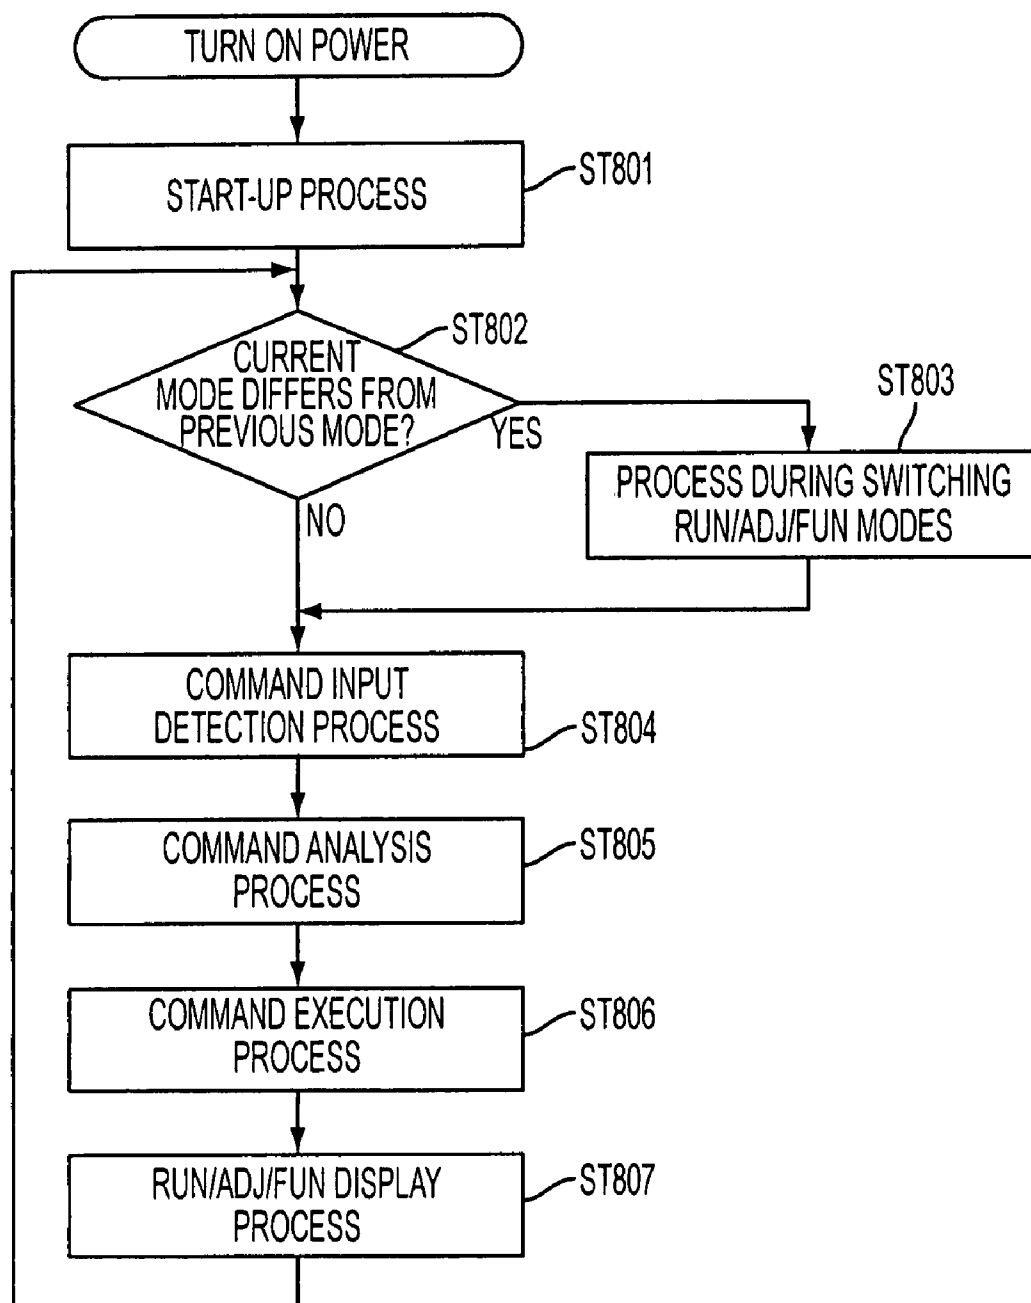 TURN ON POWER
START-UP PROCESS
ST801
CURRENT
MODE DIFFERS FROM
PREVIOUS MODE?
ST802
YES
NO
ST803
PROCESS DURING SWITCHING
RUN/ADJ/FUN MODES
COMMAND INPUT
DETECTION PROCESS
ST804
COMMAND ANALYSIS
PROCESS
ST805
COMMAND EXECUTION
PROCESS
ST806
RUN/ADJ/FUN DISPLAY
PROCESS
ST807